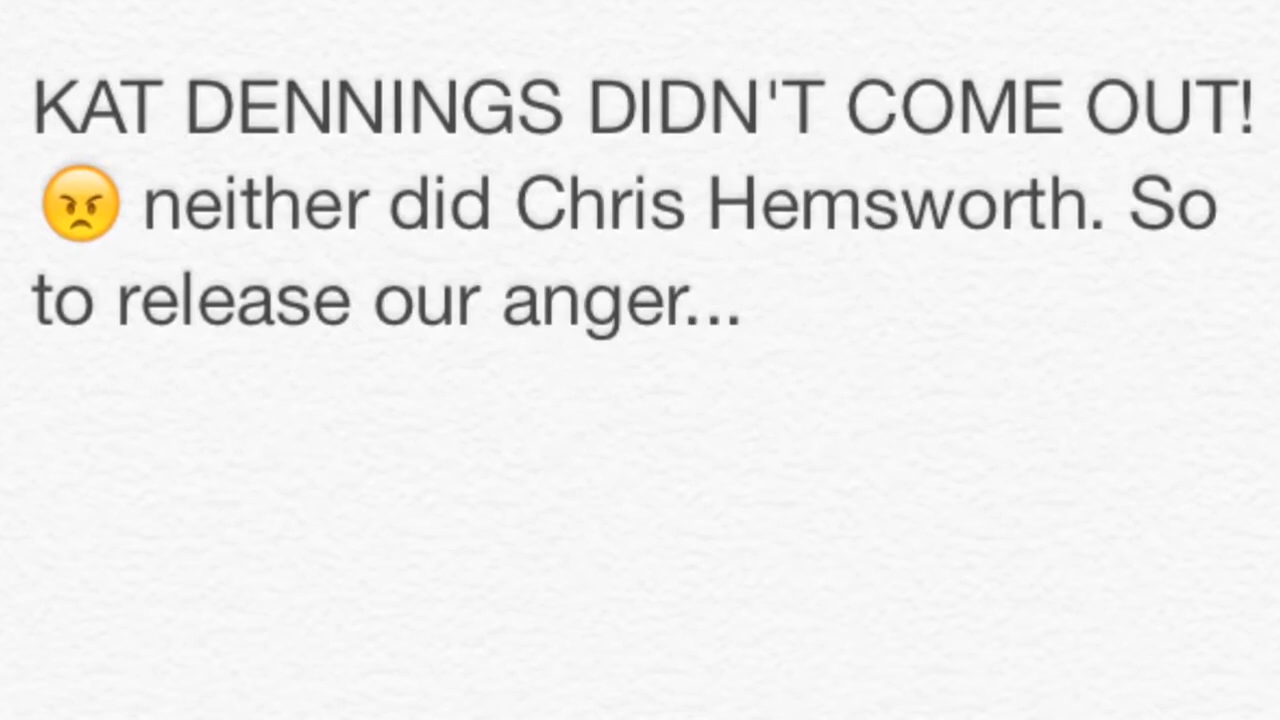 KAT DENNINGS DIDN'T COME OUT!
😠 neither did Chris Hemsworth. So
to release our anger...